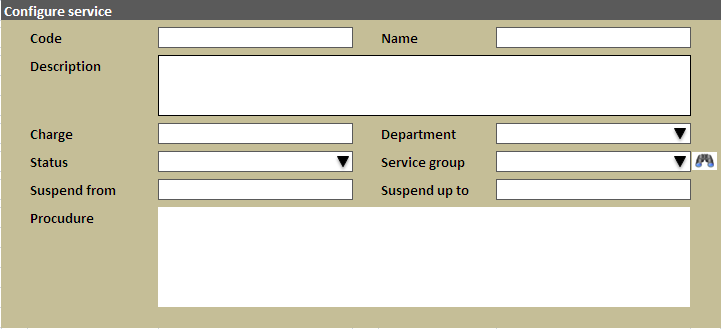 Configure service
Code Name
Description
Charge Department
Status Service group
Suspend from Suspend up to
Procudure